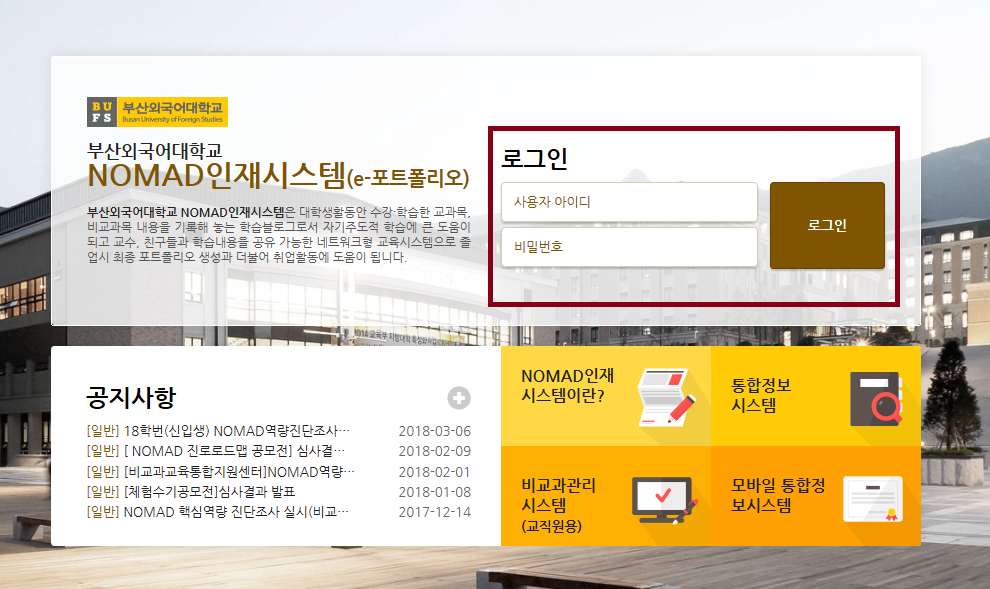 BU
FS
부산외국어대학교
Busan University of Foreign Studies
부산외국어대학교
NOMAD인재시스템(e-포트폴리오)
부산외국어대학교 NOMAD인재시스템은 대학생활동안 수강·학습한 교과목,
비교과목 내용을 기록해 놓는 학습블로그로서 자기주도적 학습에 큰 도움이
되고 교수, 친구들과 학습내용을 공유 가능한 네트워크형 교육시스템으로 졸
업시 최종 포트폴리오 생성과 더불어 취업활동에 도움이 됩니다.
로그인
사용자 아이디
비밀번호
로그인
공지사항
[일반] 18학번(신입생) NOMAD역량진단조사… 2018-03-06
[일반] [ NOMAD 진로로드맵 공모전] 심사결… 2018-02-09
[일반] [비교과교육통합지원센터]NOMAD역량… 2018-02-01
[일반] [체험수기공모전]심사결과 발표 2018-01-08
[일반] NOMAD 핵심역량 진단조사 실시(비교… 2017-12-14
NOMAD인재
시스템이란?
통합정보
시스템
비교과관리
시스템
(교직원용)
모바일 통합정
보시스템